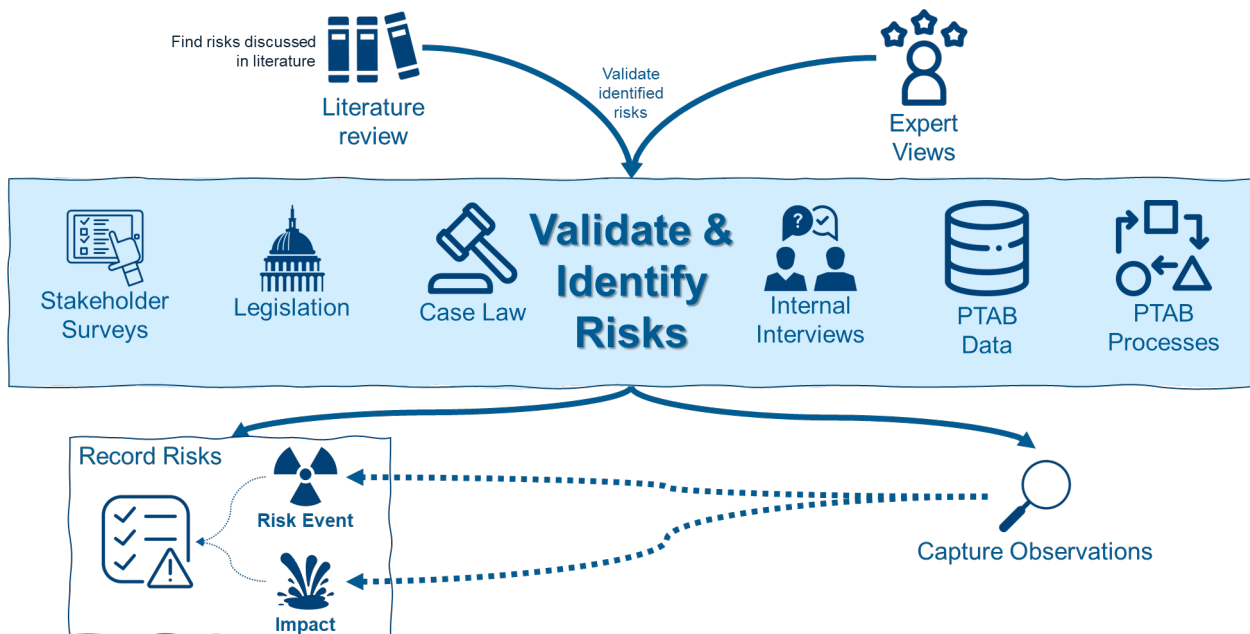 Find risks discussed
in literature
Literature
review
Validate
identified
risks
Expert
Views
Stakeholder
Surveys
Legislation
Case Law
Validate &
Identify
Risks
?
Internal
Interviews
PTAB
Data
PTAB
Processes
Record Risks
Risk Event
Impact
Capture Observations